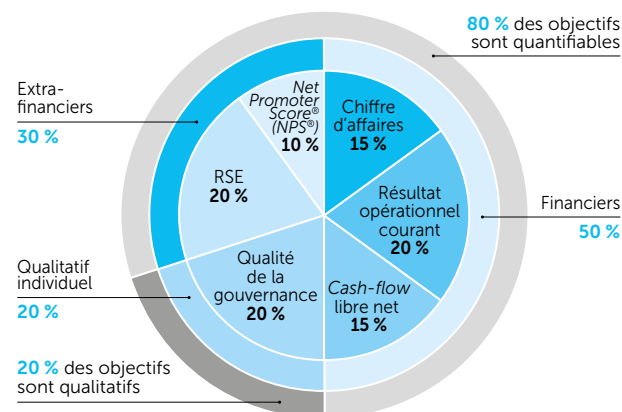 80 % des objectifs
sont quantifiables
Extra-
financiers
30 %
Net
Promoter
Score®
(NPS®)
10 %
Chiffre
d’affaires
15 %
RSE
20 %
Résultat
opérationnel
courant
20 %
Financiers
50 %
Qualitatif
individuel
20 %
Qualité
de la
gouvernance
20 %
Cash-flow
libre net
15 %
20 % des objectifs
sont qualitatifs